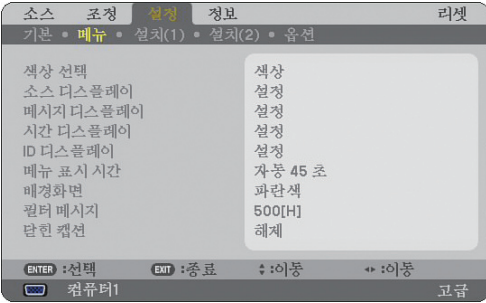 소스 조정 설정 정보 리셋
기본 • 메뉴 • 설치(1) • 설치(2) • 옵션
색상 선택 색상
소스 디스플레이 설정
메시지 디스플레이 설정
시간 디스플레이 설정
ID 디스플레이 설정
메뉴 표시 시간 자동 45 초
배경화면 파란색
필터 메시지 500[H]
닫힌 캡션 해제
ENTER :선택 EXIT :종료 :이동 :이동
컴퓨터1 고급